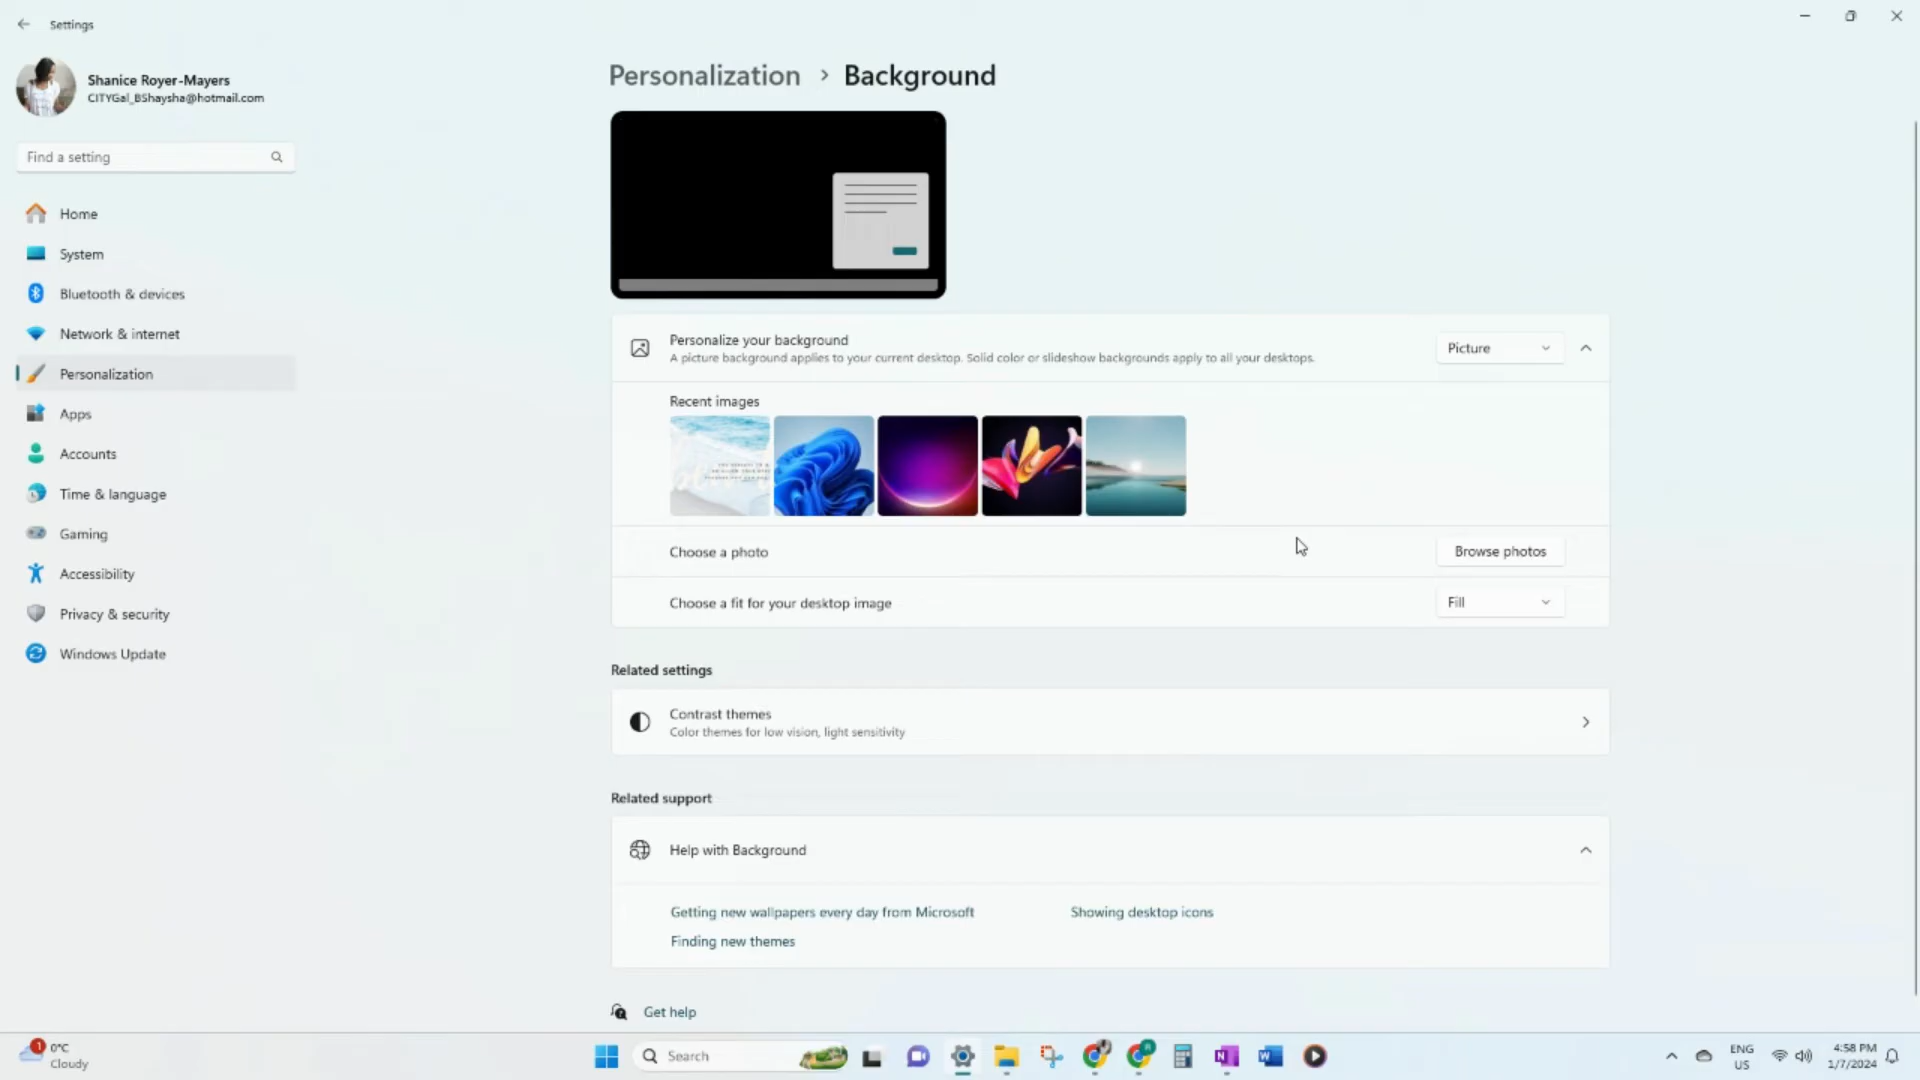 Settings
Shanice Royer-Mayers
CITYGal_BShaysha@hotmail.com
Find a setting
Home
System
Bluetooth & devices
Network & internet
Personalization
Apps
Accounts
Time & language
Gaming
Accessibility
Privacy & security
Windows Update
Personalization > Background
Personalize your background
A picture background applies to your current desktop. Solid color or slideshow backgrounds apply to all your desktops.
Picture
Recent images
Choose a photo
Browse photos
Choose a fit for your desktop image
Fill
Related settings
Contrast themes
Color themes for low vision, light sensitivity
Related support
Help with Background
Getting new wallpapers every day from Microsoft
Showing desktop icons
Finding new themes
Get help
1
0°C
Cloudy
Search
ENG
US
4:58 PM
1/7/2024